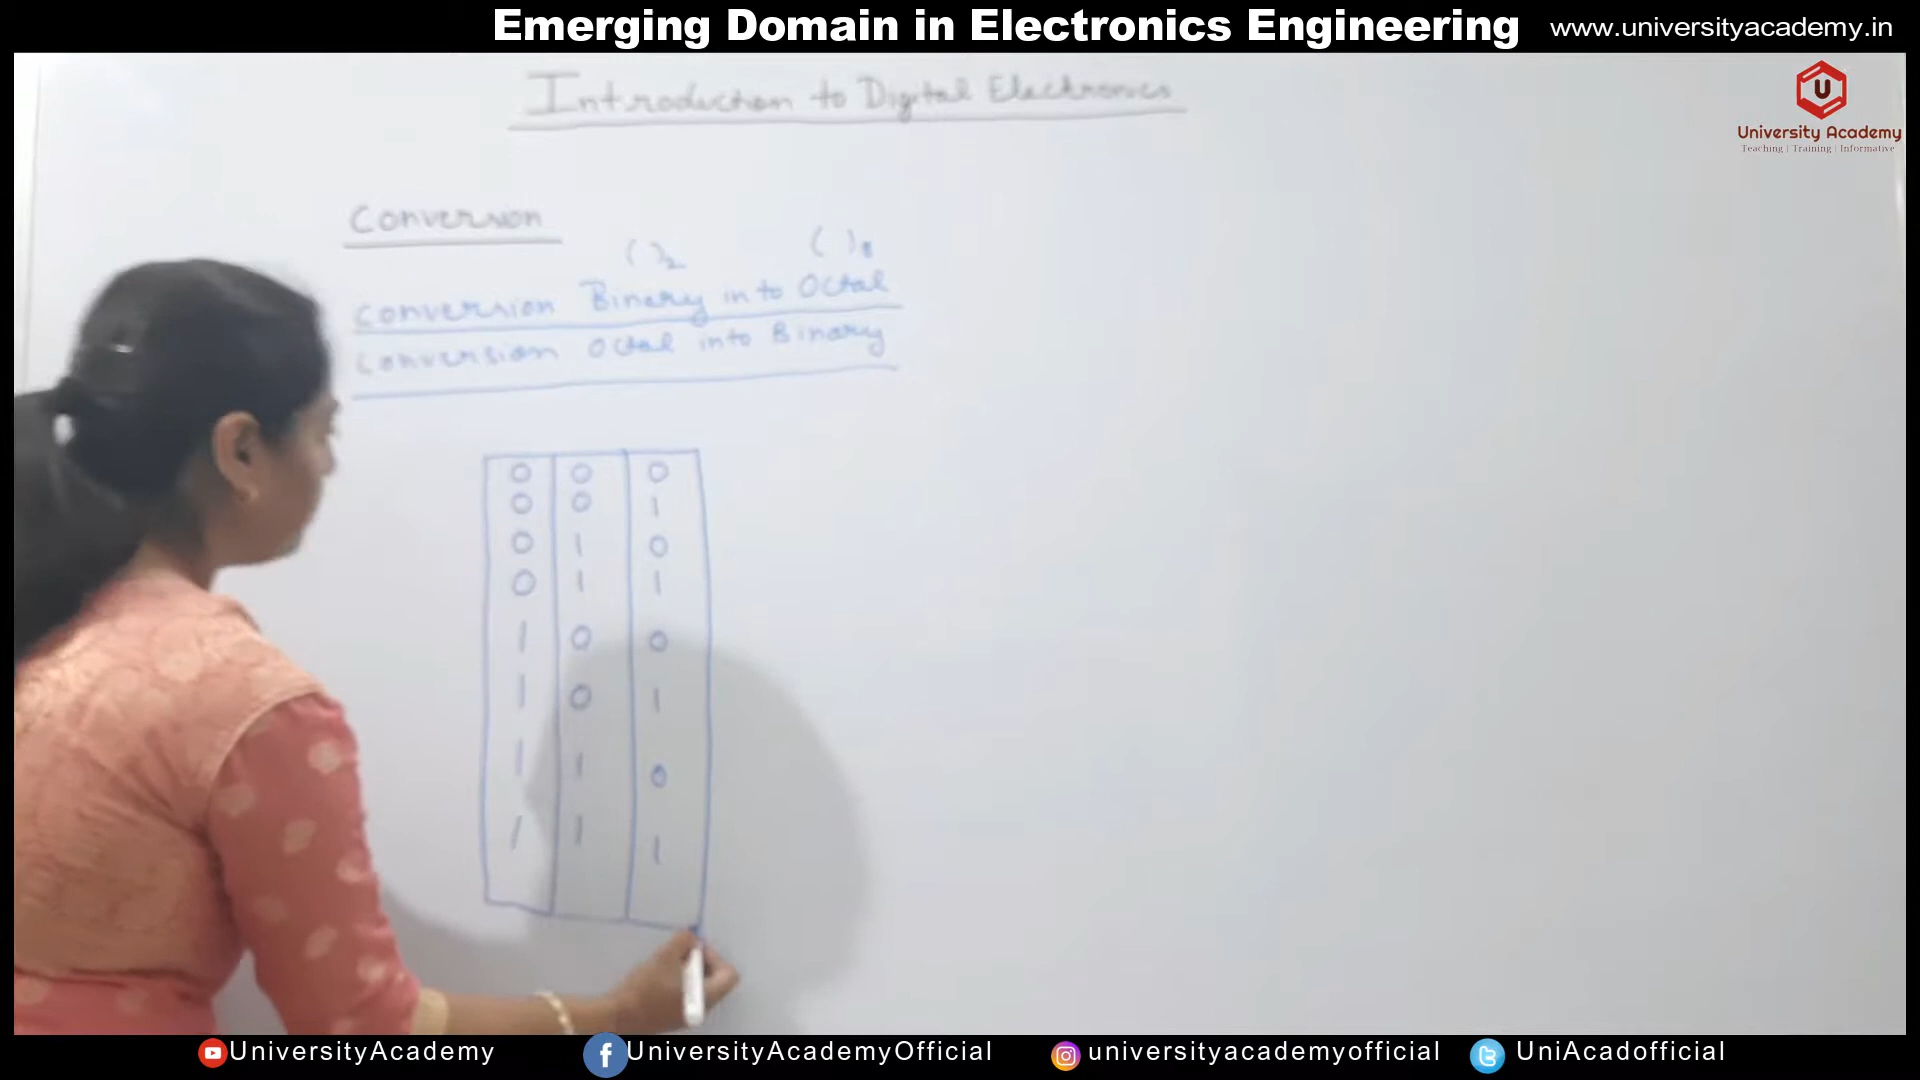 Emerging Domain in Electronics Engineering
www.universityacademy.in
Introduction to Digital Electronics
U
University Academy
Teaching | Training | Informative
Conversion
( )2 ( )8
Conversion Binary into Octal
Conversion Octal into Binary
0 0 0
0 0 1
0 1 0
0 1 1
1 0 0
1 0 1
1 1 0
1 1 1
UniversityAcademy
UniversityAcademyOfficial
universityacademyofficial
UniAcadofficial